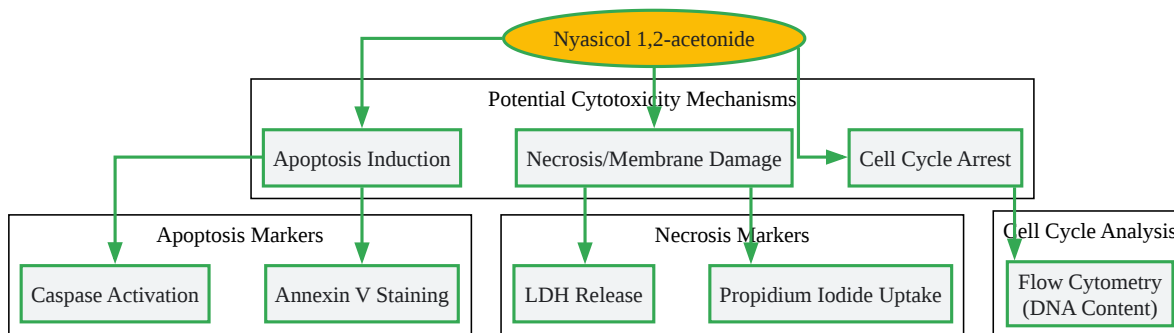 Nyasicol 1,2-acetonide
Potential Cytotoxicity Mechanisms
Apoptosis Induction
Necrosis/Membrane Damage
Cell Cycle Arrest
Apoptosis Markers
Necrosis Markers
Cell Cycle Analysis
Caspase Activation
Annexin V Staining
LDH Release
Propidium Iodide Uptake
Flow Cytometry
(DNA Content)